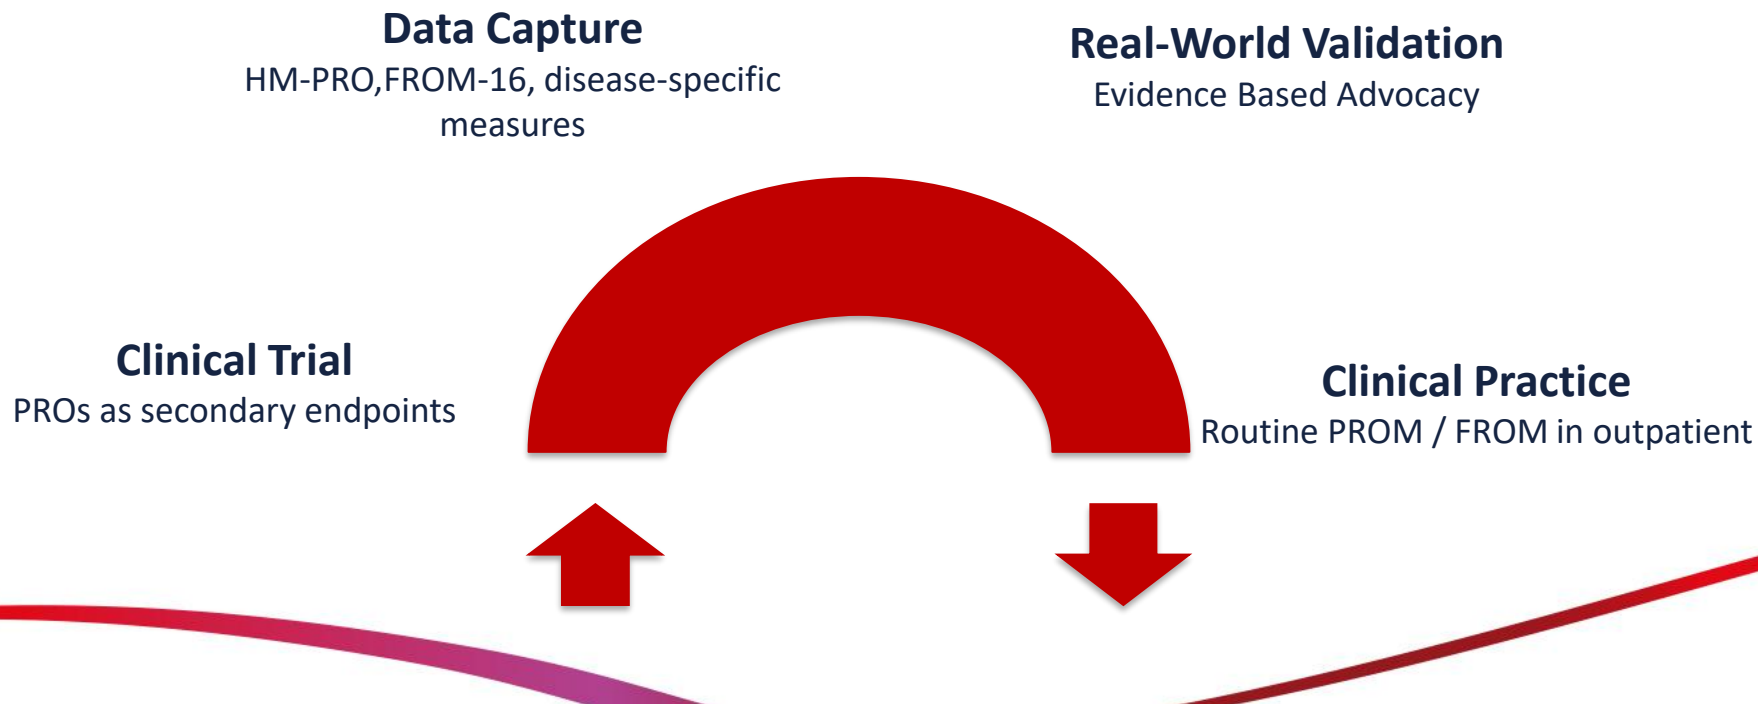 Data Capture
HM-PRO,FROM-16, disease-specific
measures
Real-World Validation
Evidence Based Advocacy
Clinical Trial
PROs as secondary endpoints
Clinical Practice
Routine PROM / FROM in outpatient